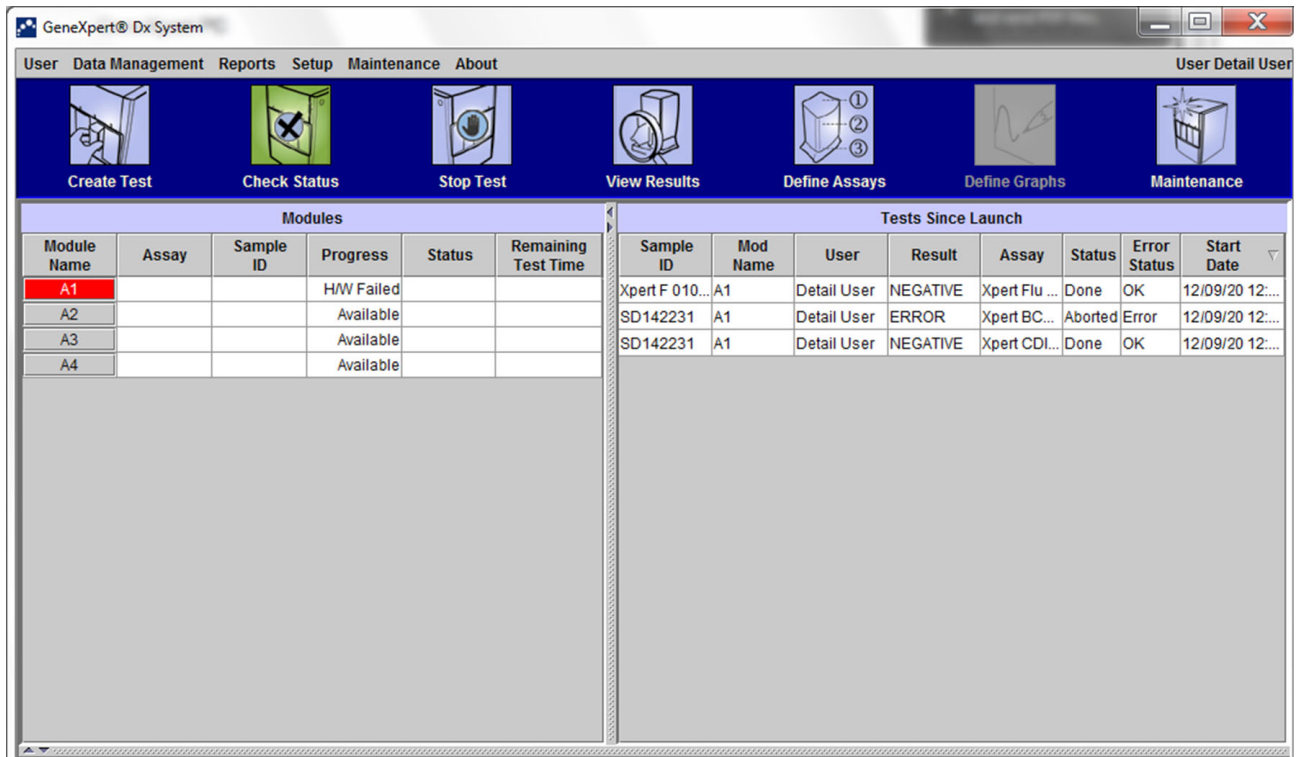 GeneXpert® Dx System
User Data Management Reports Setup Maintenance About User Detail User
Create Test Check Status Stop Test View Results Define Assays Define Graphs Maintenance
① ② ③
Modules
Module Name Assay Sample ID Progress Status Remaining Test Time
A1 H/W Failed
A2 Available
A3 Available
A4 Available
Tests Since Launch
Sample ID Mod Name User Result Assay Status Error Status Start Date
Xpert F 010... A1 Detail User NEGATIVE Xpert Flu ... Done OK 12/09/20 12:...
SD142231 A1 Detail User ERROR Xpert BC... Aborted Error 12/09/20 12:...
SD142231 A1 Detail User NEGATIVE Xpert CDI... Done OK 12/09/20 12:...